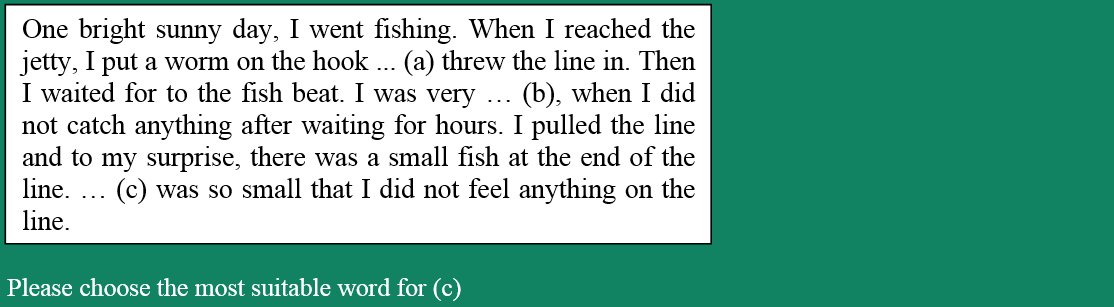 One bright sunny day, I went fishing. When I reached the
jetty, I put a worm on the hook ... (a) threw the line in. Then
I waited for to the fish beat. I was very … (b), when I did
not catch anything after waiting for hours. I pulled the line
and to my surprise, there was a small fish at the end of the
line. … (c) was so small that I did not feel anything on the
line.
Please choose the most suitable word for (c)